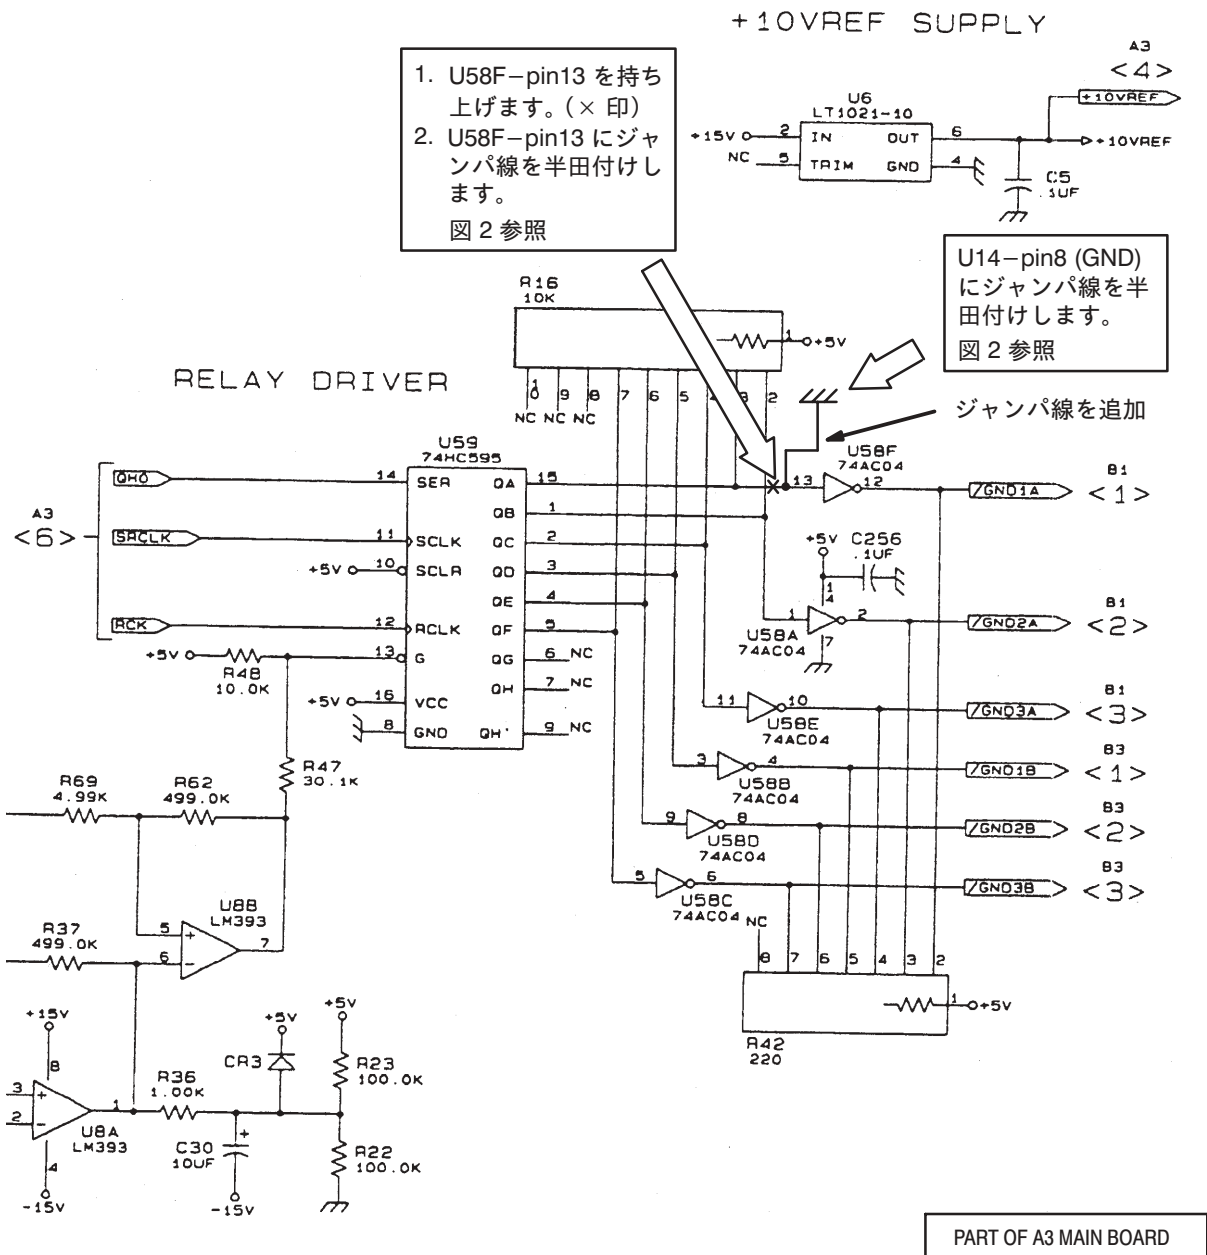 +10VREF SUPPLY
A3
<4>
+10VREF
1. U58F−pin13 を持ち
上げます。(× 印)
2. U58F−pin13 にジャ
ンパ線を半田付けし
ます。
図 2 参照
U6
LT1021-10
+15V 2 IN OUT 6 +10VREF
NC 5 TRIM GND 4
C5
.1UF
U14−pin8 (GND)
にジャンパ線を半
田付けします。
図 2 参照
R16
10K
1 +5V
10 9 8 7 6 5 4 3 2
NC NC NC
ジャンパ線を追加
RELAY DRIVER
U59
74HC595
A3
<6>
QHO 14 SER QA 15
QB 1
SRCLK 11 SCLK QC 2
+5V 10 SCLR QD 3
QE 4
RCK 12 RCLK QF 5
+5V R48 10.0K 13 G QG 6 NC
QH 7 NC
+5V 16 VCC
8 GND QH' 9 NC
×
13 U58F 12
74AC04
/GND1A
B1
<1>
+5V C256
.1UF
14
1 U58A 2
74AC04
7
/GND2A
B1
<2>
11 U58E 10
74AC04
/GND3A
B1
<3>
3 U58B 4
74AC04
/GND1B
B3
<1>
9 U58D 8
74AC04
/GND2B
B3
<2>
5 U58C 6
74AC04
/GND3B
B3
<3>
NC
8 7 6 5 4 3 2
1 +5V
R42
220
R47
30.1K
R69
4.99K
R62
499.0K
U8B
LM393
5 +
6 -
7
R37
499.0K
+15V
8
3 +
2 -
1
U8A
LM393
4
-15V
R36
1.00K
C30
10UF
+
-15V
+5V
CR3
+5V
R23
100.0K
R22
100.0K
PART OF A3 MAIN BOARD